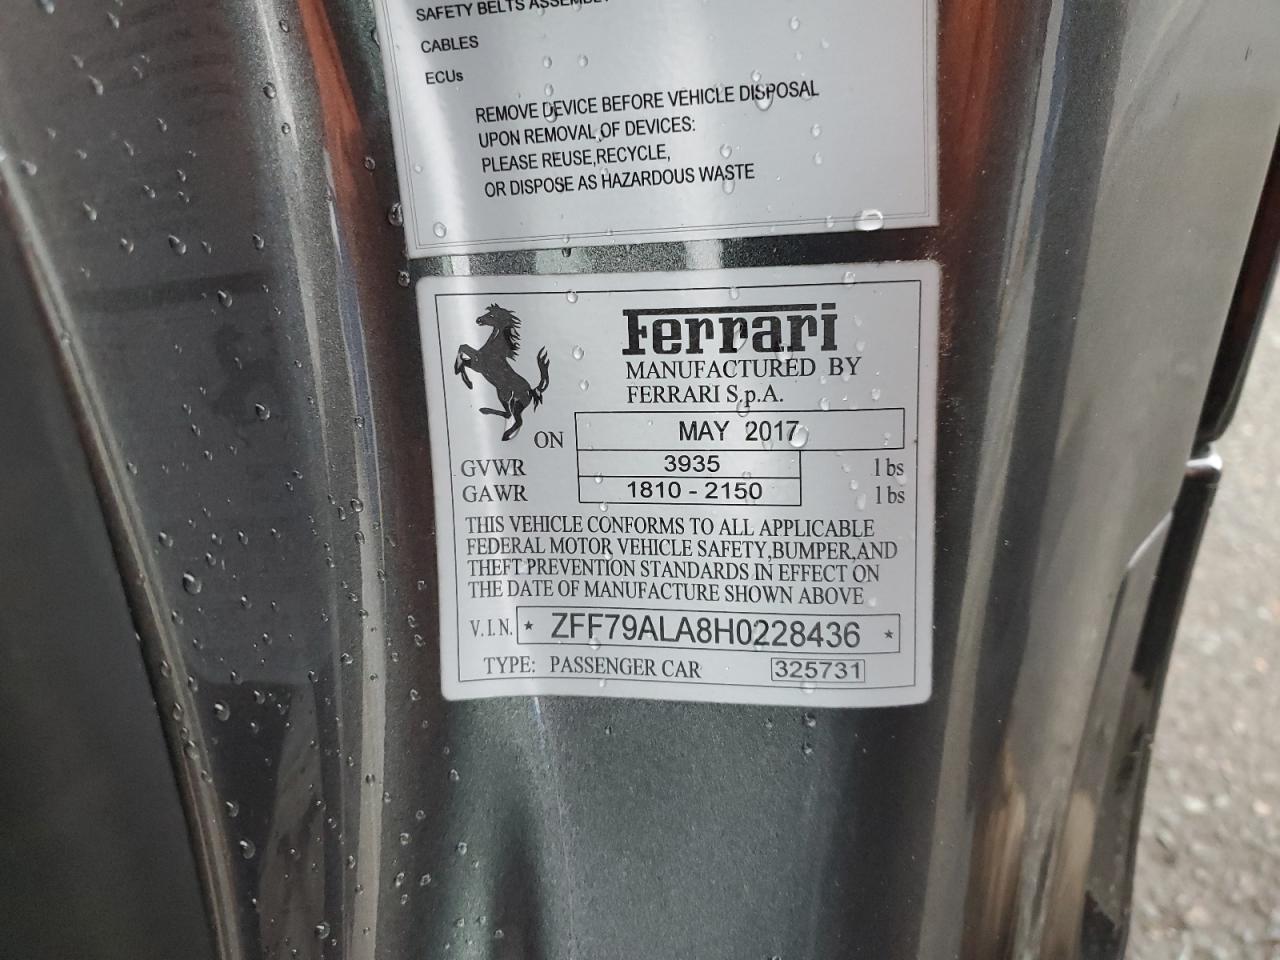 SAFETY BELTS ASSEMBLY
CABLES
ECUs
REMOVE DEVICE BEFORE VEHICLE DISPOSAL
UPON REMOVAL OF DEVICES:
PLEASE REUSE,RECYCLE,
OR DISPOSE AS HAZARDOUS WASTE
Ferrari
MANUFACTURED BY
FERRARI S.p.A.
ON MAY 2017
GVWR 3935 lbs
GAWR 1810 - 2150 lbs
THIS VEHICLE CONFORMS TO ALL APPLICABLE
FEDERAL MOTOR VEHICLE SAFETY,BUMPER,AND
THEFT PREVENTION STANDARDS IN EFFECT ON
THE DATE OF MANUFACTURE SHOWN ABOVE
V.I.N. * ZFF79ALA8H0228436 *
TYPE: PASSENGER CAR 325731